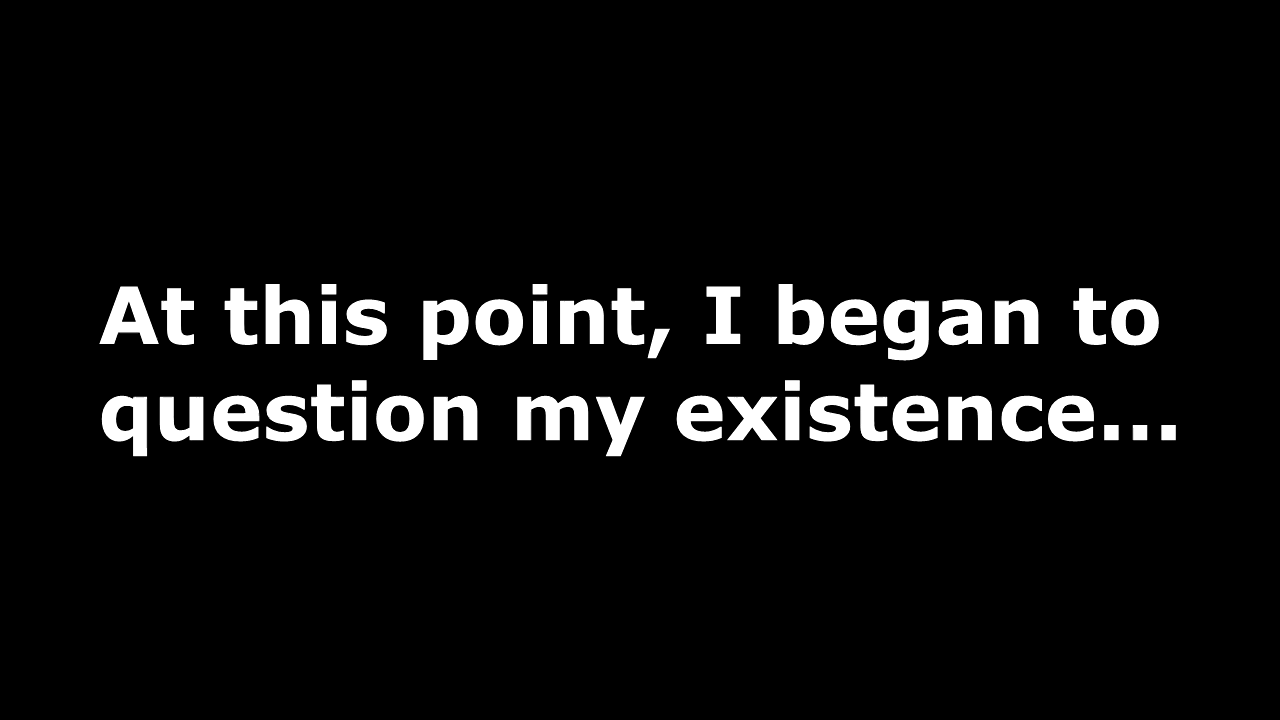 At this point, I began to
question my existence...